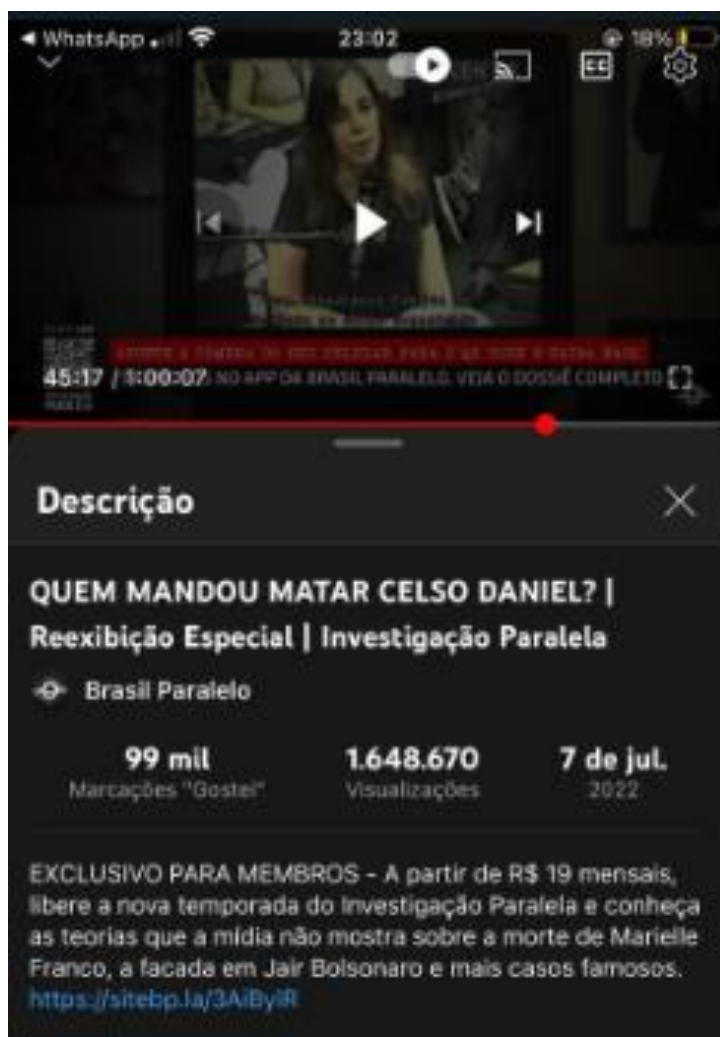 WhatsApp
23:02
18%
45:17 / 1:00:07 NO APP DA BRASIL PARALELO, VEJA O DOSSIÊ COMPLETO
Descrição
QUEM MANDOU MATAR CELSO DANIEL? |
Reexibição Especial | Investigação Paralela
Brasil Paralelo
99 mil 1.648.670 7 de jul.
Marcações "Gostei" Visualizações 2022
EXCLUSIVO PARA MEMBROS - A partir de R$ 19 mensais,
libere a nova temporada do Investigação Paralela e conheça
as teorias que a mídia não mostra sobre a morte de Marielle
Franco, a facada em Jair Bolsonaro e mais casos famosos.
https://sitebp.la/3AiByIR